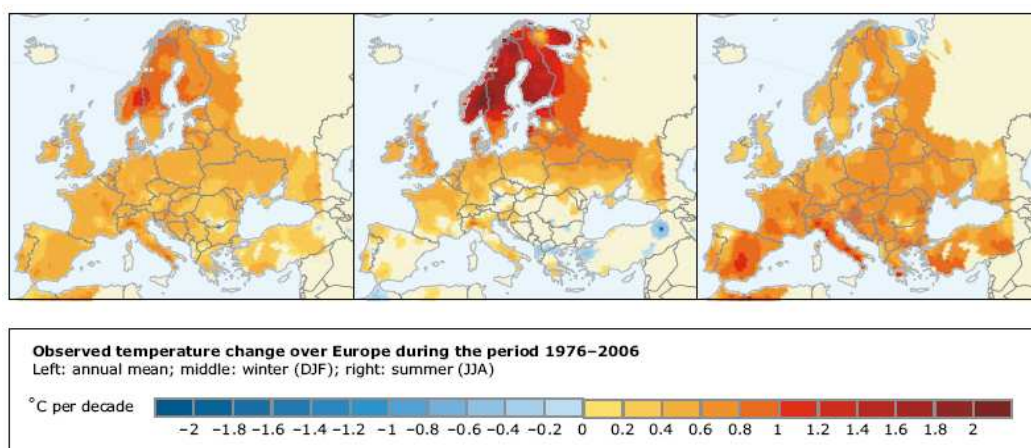 Observed temperature change over Europe during the period 1976–2006
Left: annual mean; middle: winter (DJF); right: summer (JJA)
°C per decade
−2 −1.8 −1.6 −1.4 −1.2 −1 −0.8 −0.6 −0.4 −0.2 0 0.2 0.4 0.6 0.8 1 1.2 1.4 1.6 1.8 2